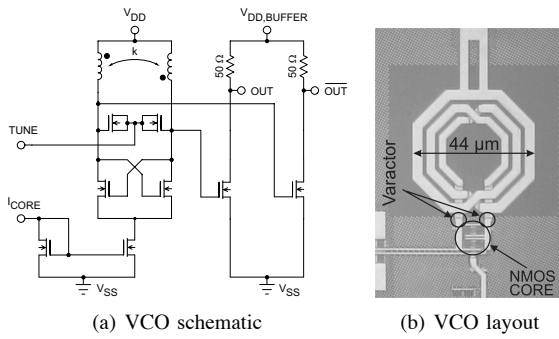 V_DD
V_DD,BUFFER
k
50 Ω
50 Ω
OUT
O̅U̅T̅
TUNE
I_CORE
V_SS
V_SS
(a) VCO schematic
44 μm
Varactor
NMOS
CORE
(b) VCO layout